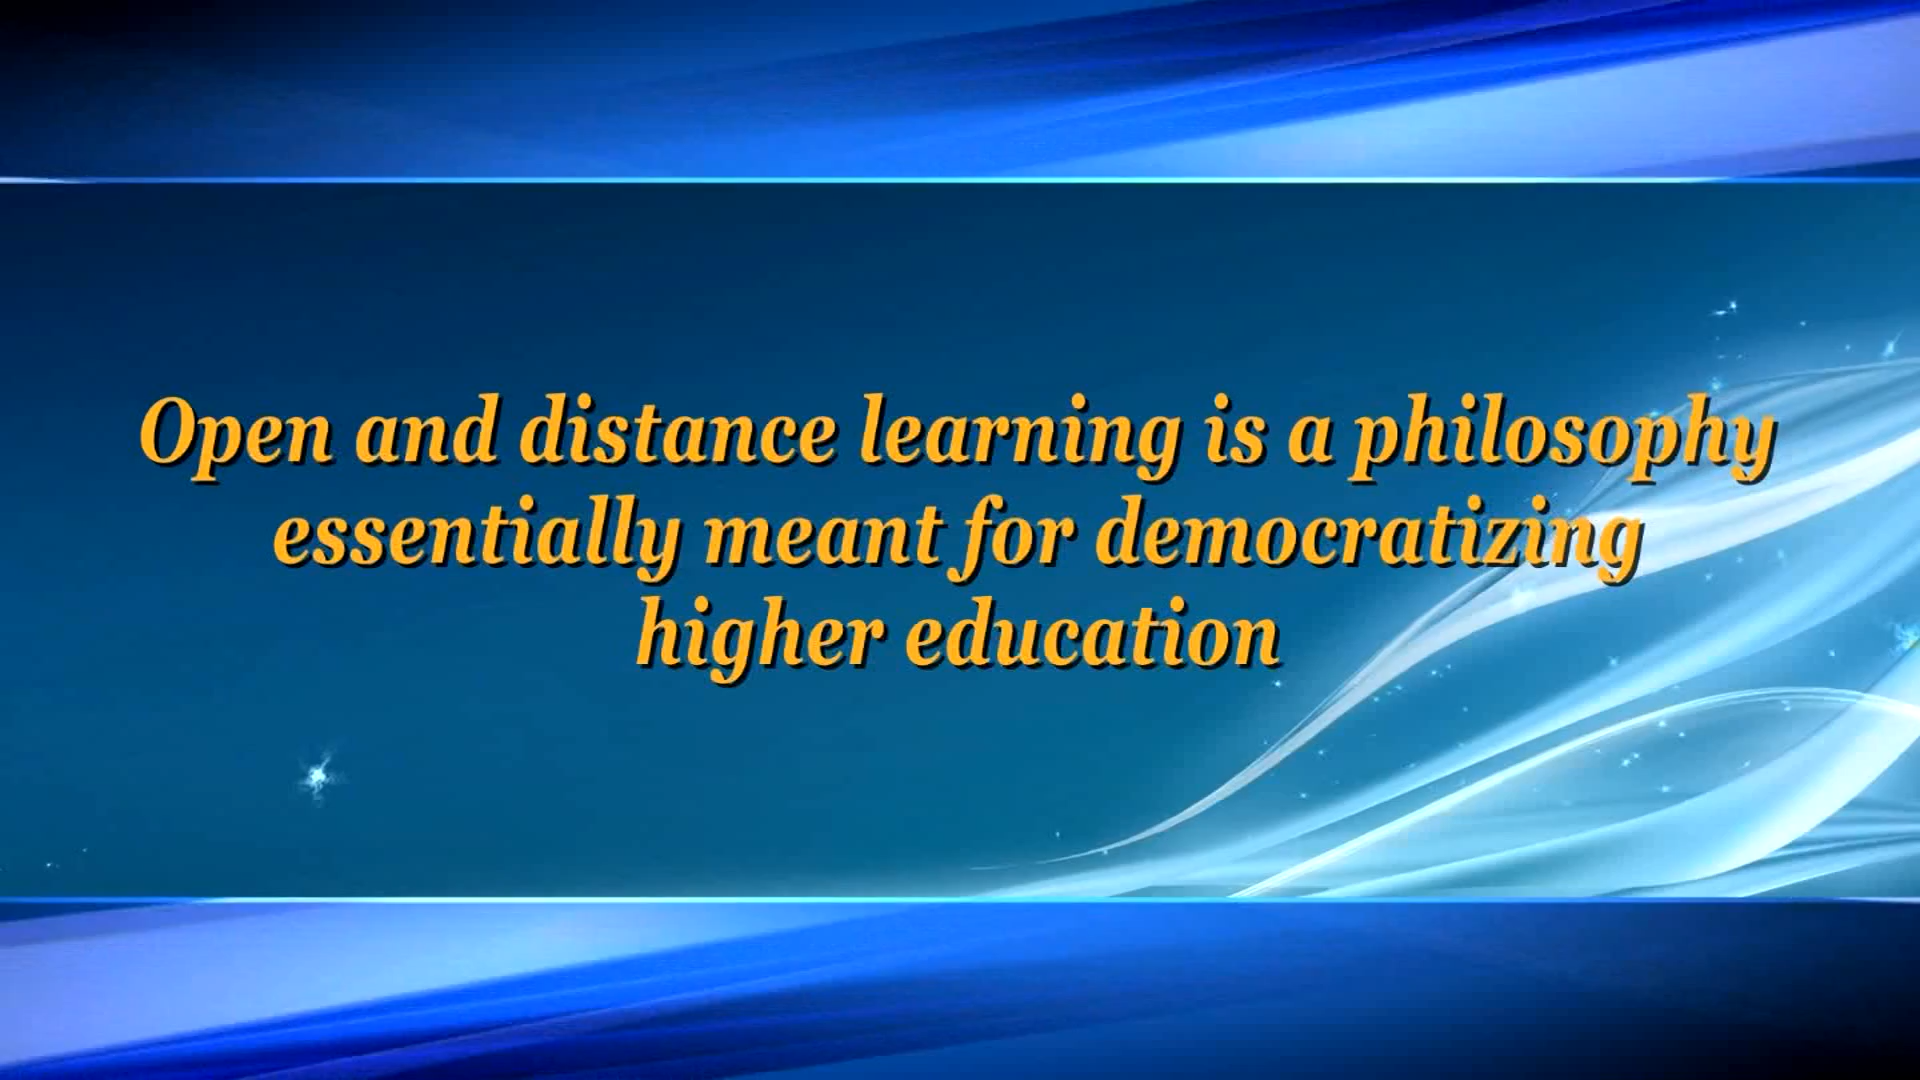 Open and distance learning is a philosophy
essentially meant for democratizing
higher education